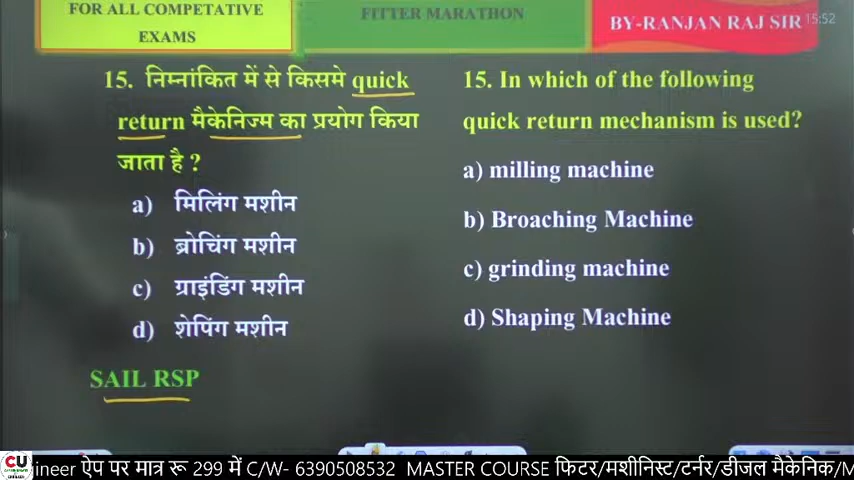 FOR ALL COMPETATIVE
EXAMS
FITTER MARATHON
BY-RANJAN RAJ SIR
15:52
15. निम्नांकित में से किसमे quick
return मैकेनिज्म का प्रयोग किया
जाता है ?
a) मिलिंग मशीन
b) ब्रोचिंग मशीन
c) ग्राइंडिंग मशीन
d) शेपिंग मशीन
SAIL RSP
15. In which of the following
quick return mechanism is used?
a) milling machine
b) Broaching Machine
c) grinding machine
d) Shaping Machine
CU
ineer ऐप पर मात्र रू 299 में C/W- 6390508532 MASTER COURSE फिटर/मशीनिस्ट/टर्नर/डीजल मैकेनिक/M